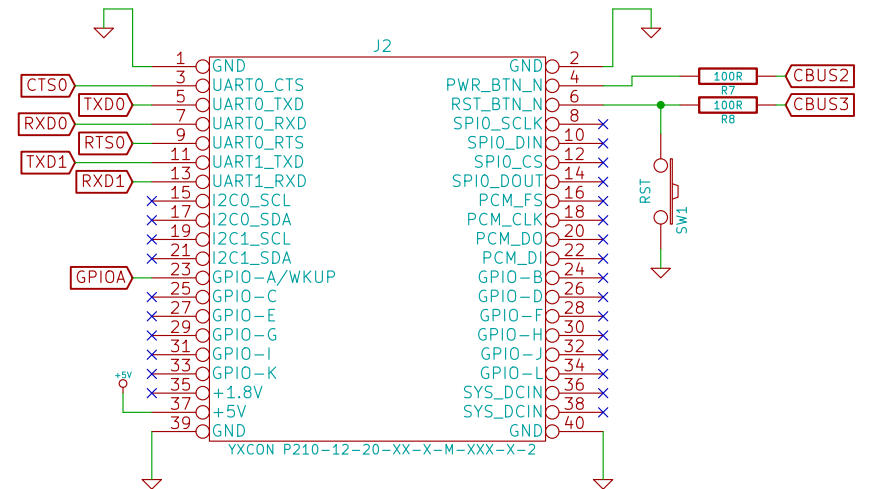 J2
1 GND GND 2
CTS0 3 UART0_CTS PWR_BTN_N 4 100R R7 CBUS2
TXD0 5 UART0_TXD RST_BTN_N 6 100R R8 CBUS3
RXD0 7 UART0_RXD SPI0_SCLK 8
RTS0 9 UART0_RTS SPI0_DIN 10
TXD1 11 UART1_TXD SPI0_CS 12
RXD1 13 UART1_RXD SPI0_DOUT 14
15 I2C0_SCL PCM_FS 16
17 I2C0_SDA PCM_CLK 18
19 I2C1_SCL PCM_DO 20
21 I2C1_SDA PCM_DI 22
GPIOA 23 GPIO-A/WKUP GPIO-B 24
25 GPIO-C GPIO-D 26
27 GPIO-E GPIO-F 28
29 GPIO-G GPIO-H 30
31 GPIO-I GPIO-J 32
33 GPIO-K GPIO-L 34
+5V
35 +1.8V SYS_DCIN 36
37 +5V SYS_DCIN 38
39 GND GND 40
YXCON P210-12-20-XX-X-M-XXX-X-2
RST
SW1